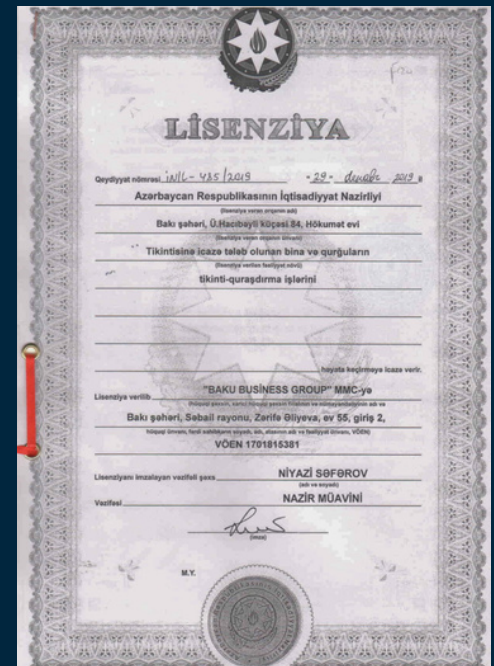 LİSENZİYA
Qeydiyyat nömrəsi İN/L - 485/2019 "29" dekabr 2019
Azərbaycan Respublikasının İqtisadiyyat Nazirliyi
(lisenziya verən orqanın adı)
Bakı şəhəri, Ü.Hacıbəyli küçəsi 84, Hökumət evi
(lisenziya verən orqanın ünvanı)
Tikintisinə icazə tələb olunan bina və qurğuların
(lisenziya verilən fəaliyyət növü)
tikinti-quraşdırma işlərini
həyata keçirməyə icazə verir.
Lisenziya verilib "BAKU BUSİNESS GROUP" MMC-yə
Bakı şəhəri, Səbail rayonu, Zərifə Əliyeva, ev 55, giriş 2,
VÖEN 1701815381
Lisenziyanı imzalayan vəzifəli şəxs NİYAZİ SƏFƏROV
(adı və soyadı)
Vəzifəsi NAZİR MÜAVİNİ
(imza)
M.Y.